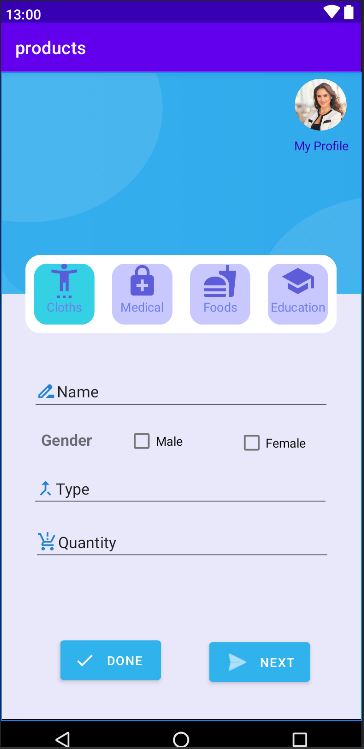 13:00
products
My Profile
Cloths Medical Foods Education
Name
Gender Male Female
Type
Quantity
DONE NEXT